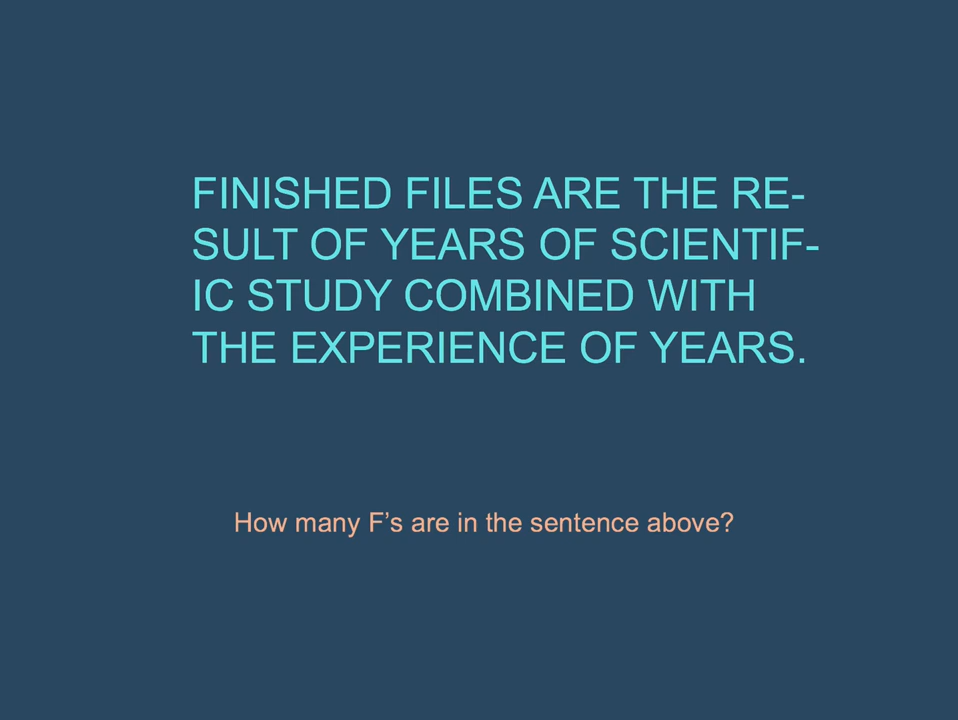 FINISHED FILES ARE THE RE-
SULT OF YEARS OF SCIENTIF-
IC STUDY COMBINED WITH
THE EXPERIENCE OF YEARS.
How many F’s are in the sentence above?